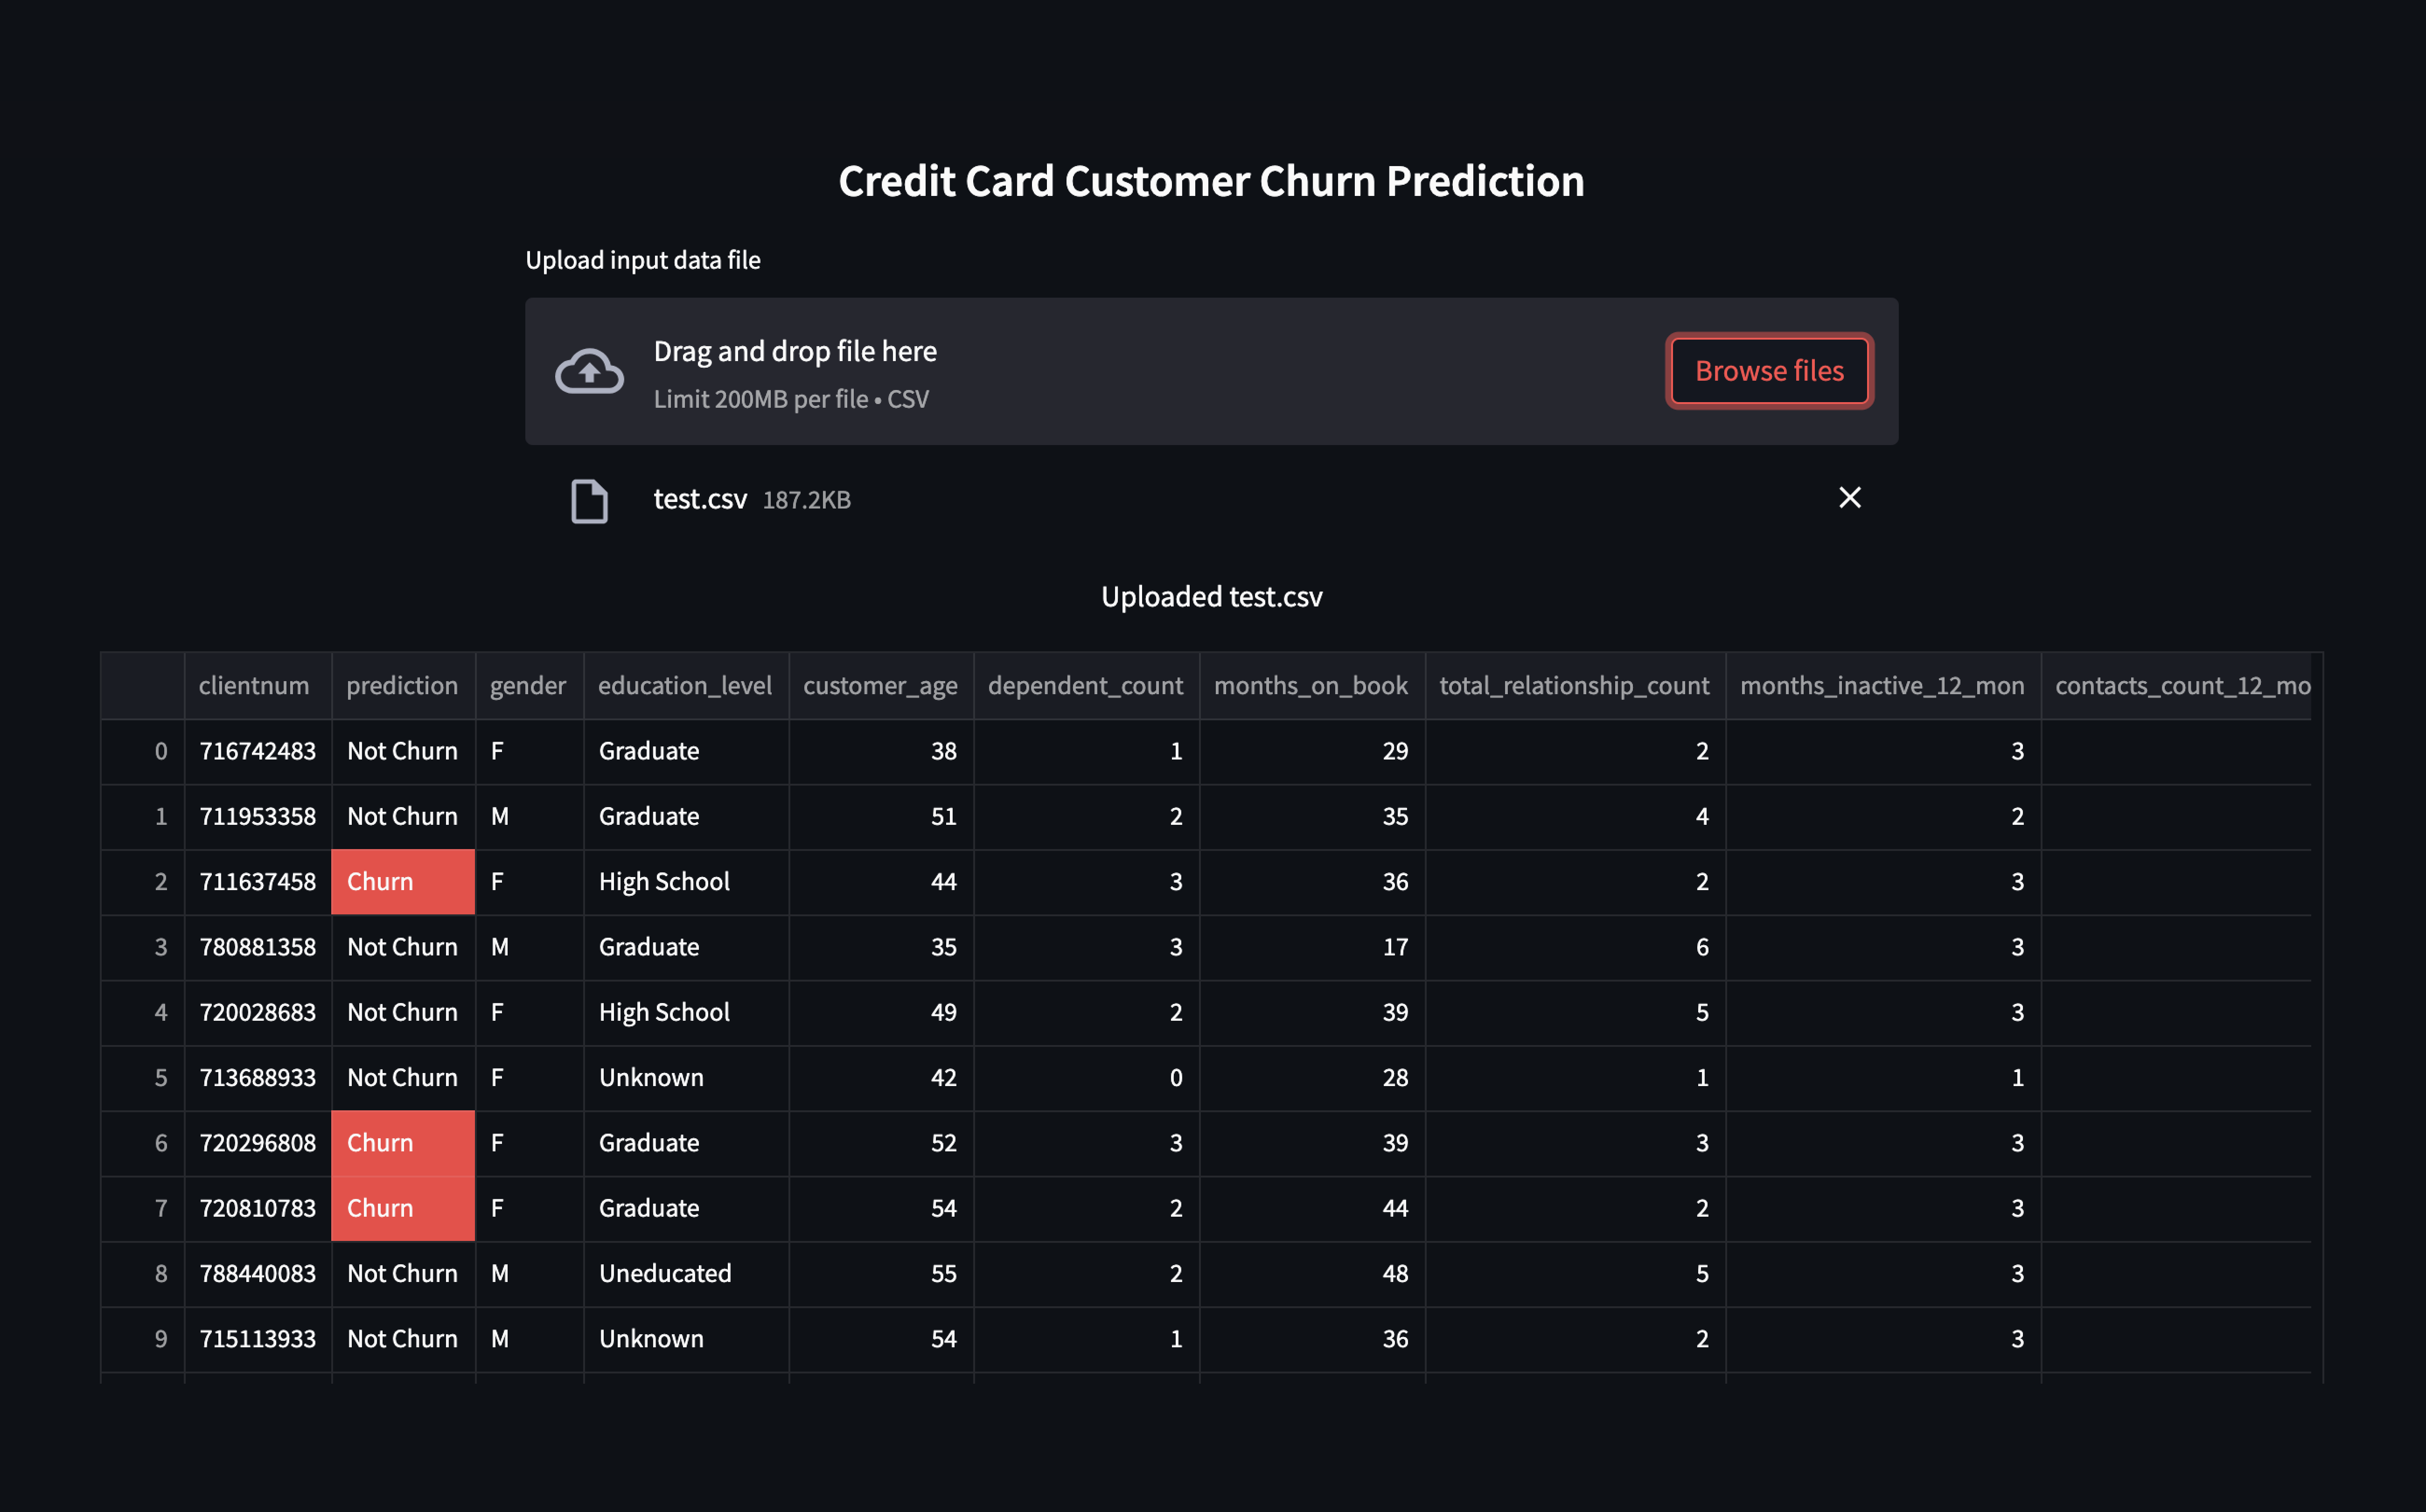 Credit Card Customer Churn Prediction
Upload input data file
Drag and drop file here
Limit 200MB per file • CSV
Browse files
test.csv 187.2KB
Uploaded test.csv
clientnum prediction gender education_level customer_age dependent_count months_on_book total_relationship_count months_inactive_12_mon contacts_count_12_mo
0 716742483 Not Churn F Graduate 38 1 29 2 3
1 711953358 Not Churn M Graduate 51 2 35 4 2
2 711637458 Churn F High School 44 3 36 2 3
3 780881358 Not Churn M Graduate 35 3 17 6 3
4 720028683 Not Churn F High School 49 2 39 5 3
5 713688933 Not Churn F Unknown 42 0 28 1 1
6 720296808 Churn F Graduate 52 3 39 3 3
7 720810783 Churn F Graduate 54 2 44 2 3
8 788440083 Not Churn M Uneducated 55 2 48 5 3
9 715113933 Not Churn M Unknown 54 1 36 2 3